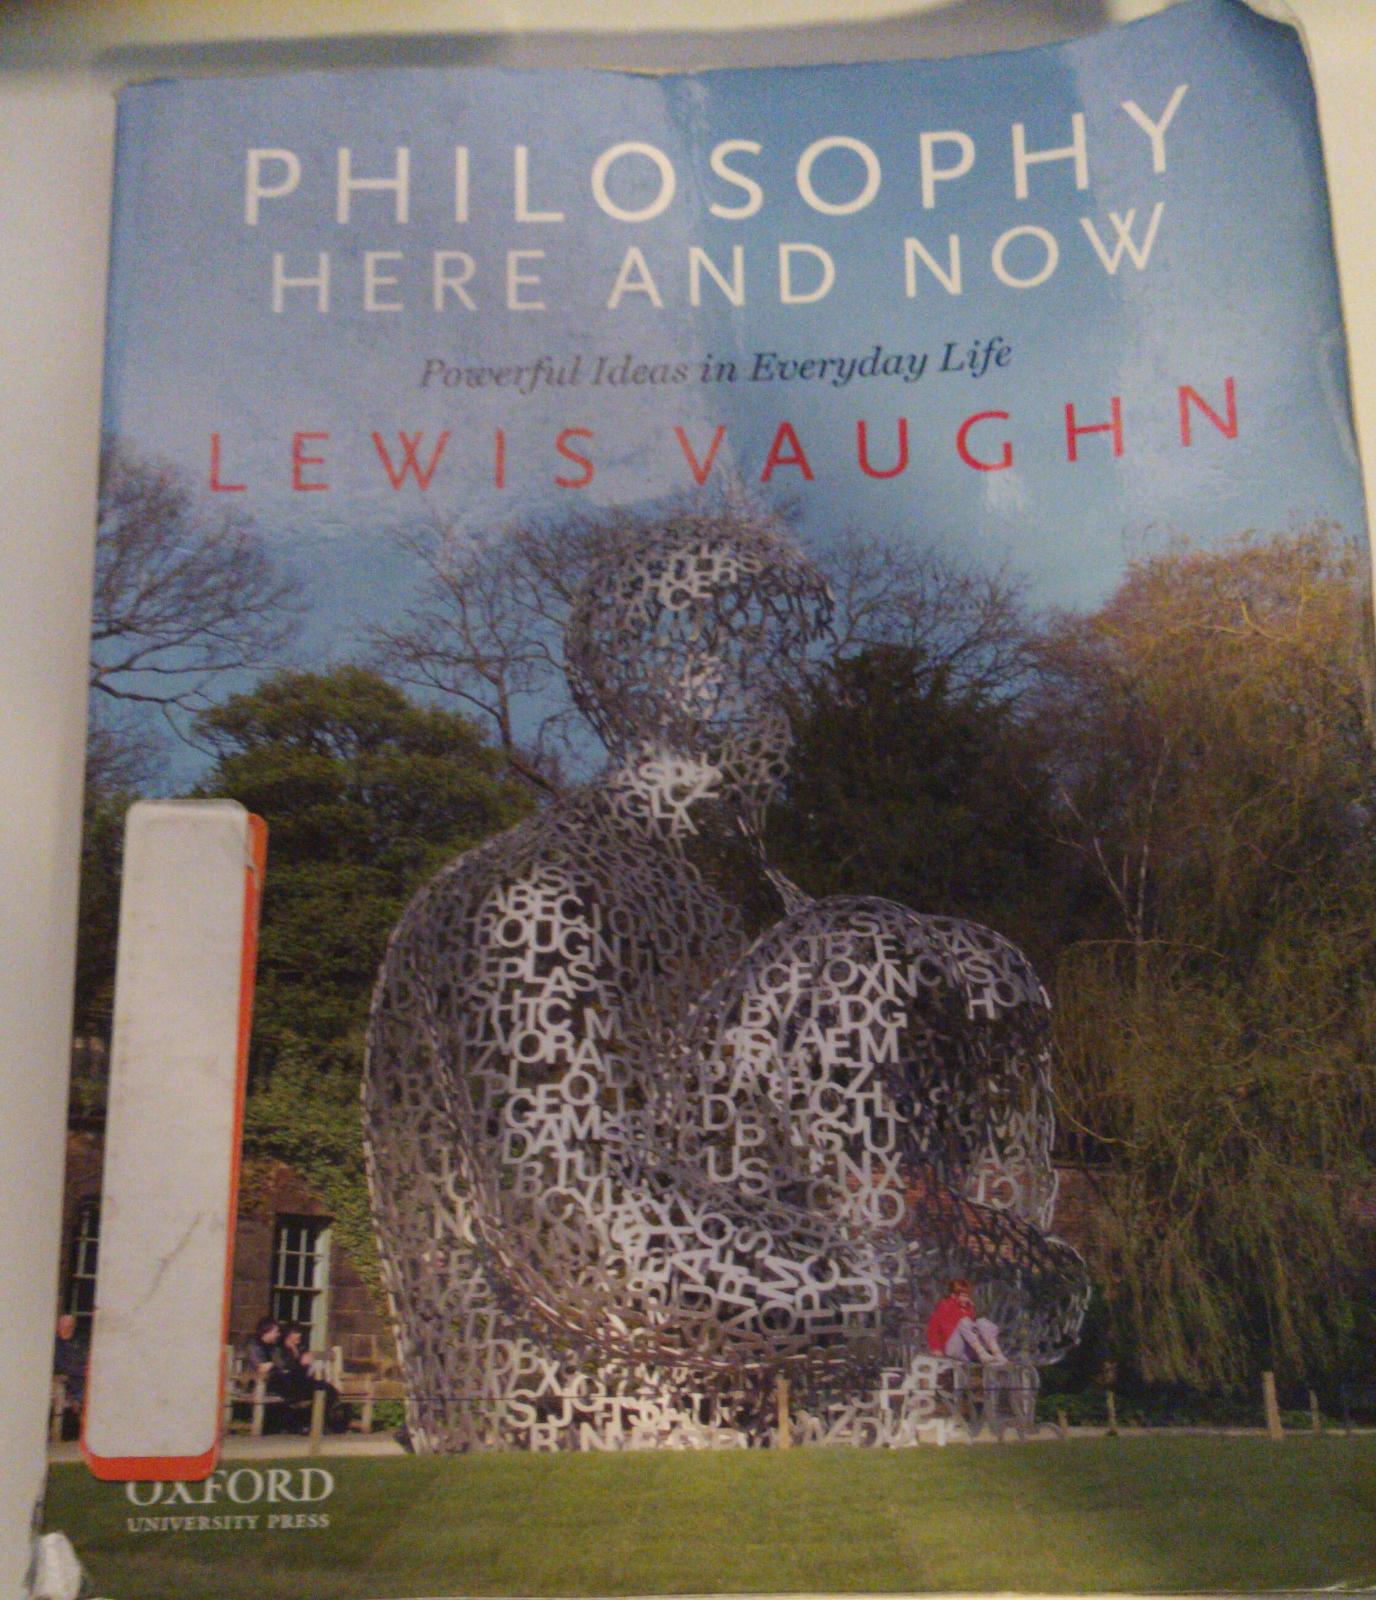 PHILOSOPHY
HERE AND NOW
Powerful Ideas in Everyday Life
LEWIS VAUGHN
OXFORD
UNIVERSITY PRESS